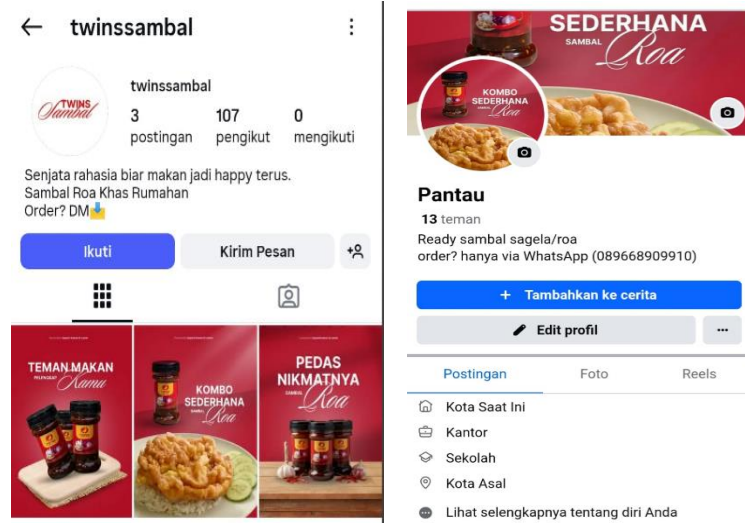 twinssambal
TWINS
Sambal
twinssambal
3 107 0
postingan pengikut mengikuti
Senjata rahasia biar makan jadi happy terus.
Sambal Roa Khas Rumahan
Order? DM
Ikuti
Kirim Pesan
TEMAN MAKAN
Kamu
KOMBO
SEDERHANA
SAMBAL
Roa
PEDAS
NIKMATNYA
SAMBAL
Roa
SEDERHANA
SAMBAL
Roa
KOMBO
SEDERHANA
Roa
Pantau
13 teman
Ready sambal sagela/roa
order? hanya via WhatsApp (089668909910)
+ Tambahkan ke cerita
Edit profil
Postingan Foto Reels
Kota Saat Ini
Kantor
Sekolah
Kota Asal
Lihat selengkapnya tentang diri Anda